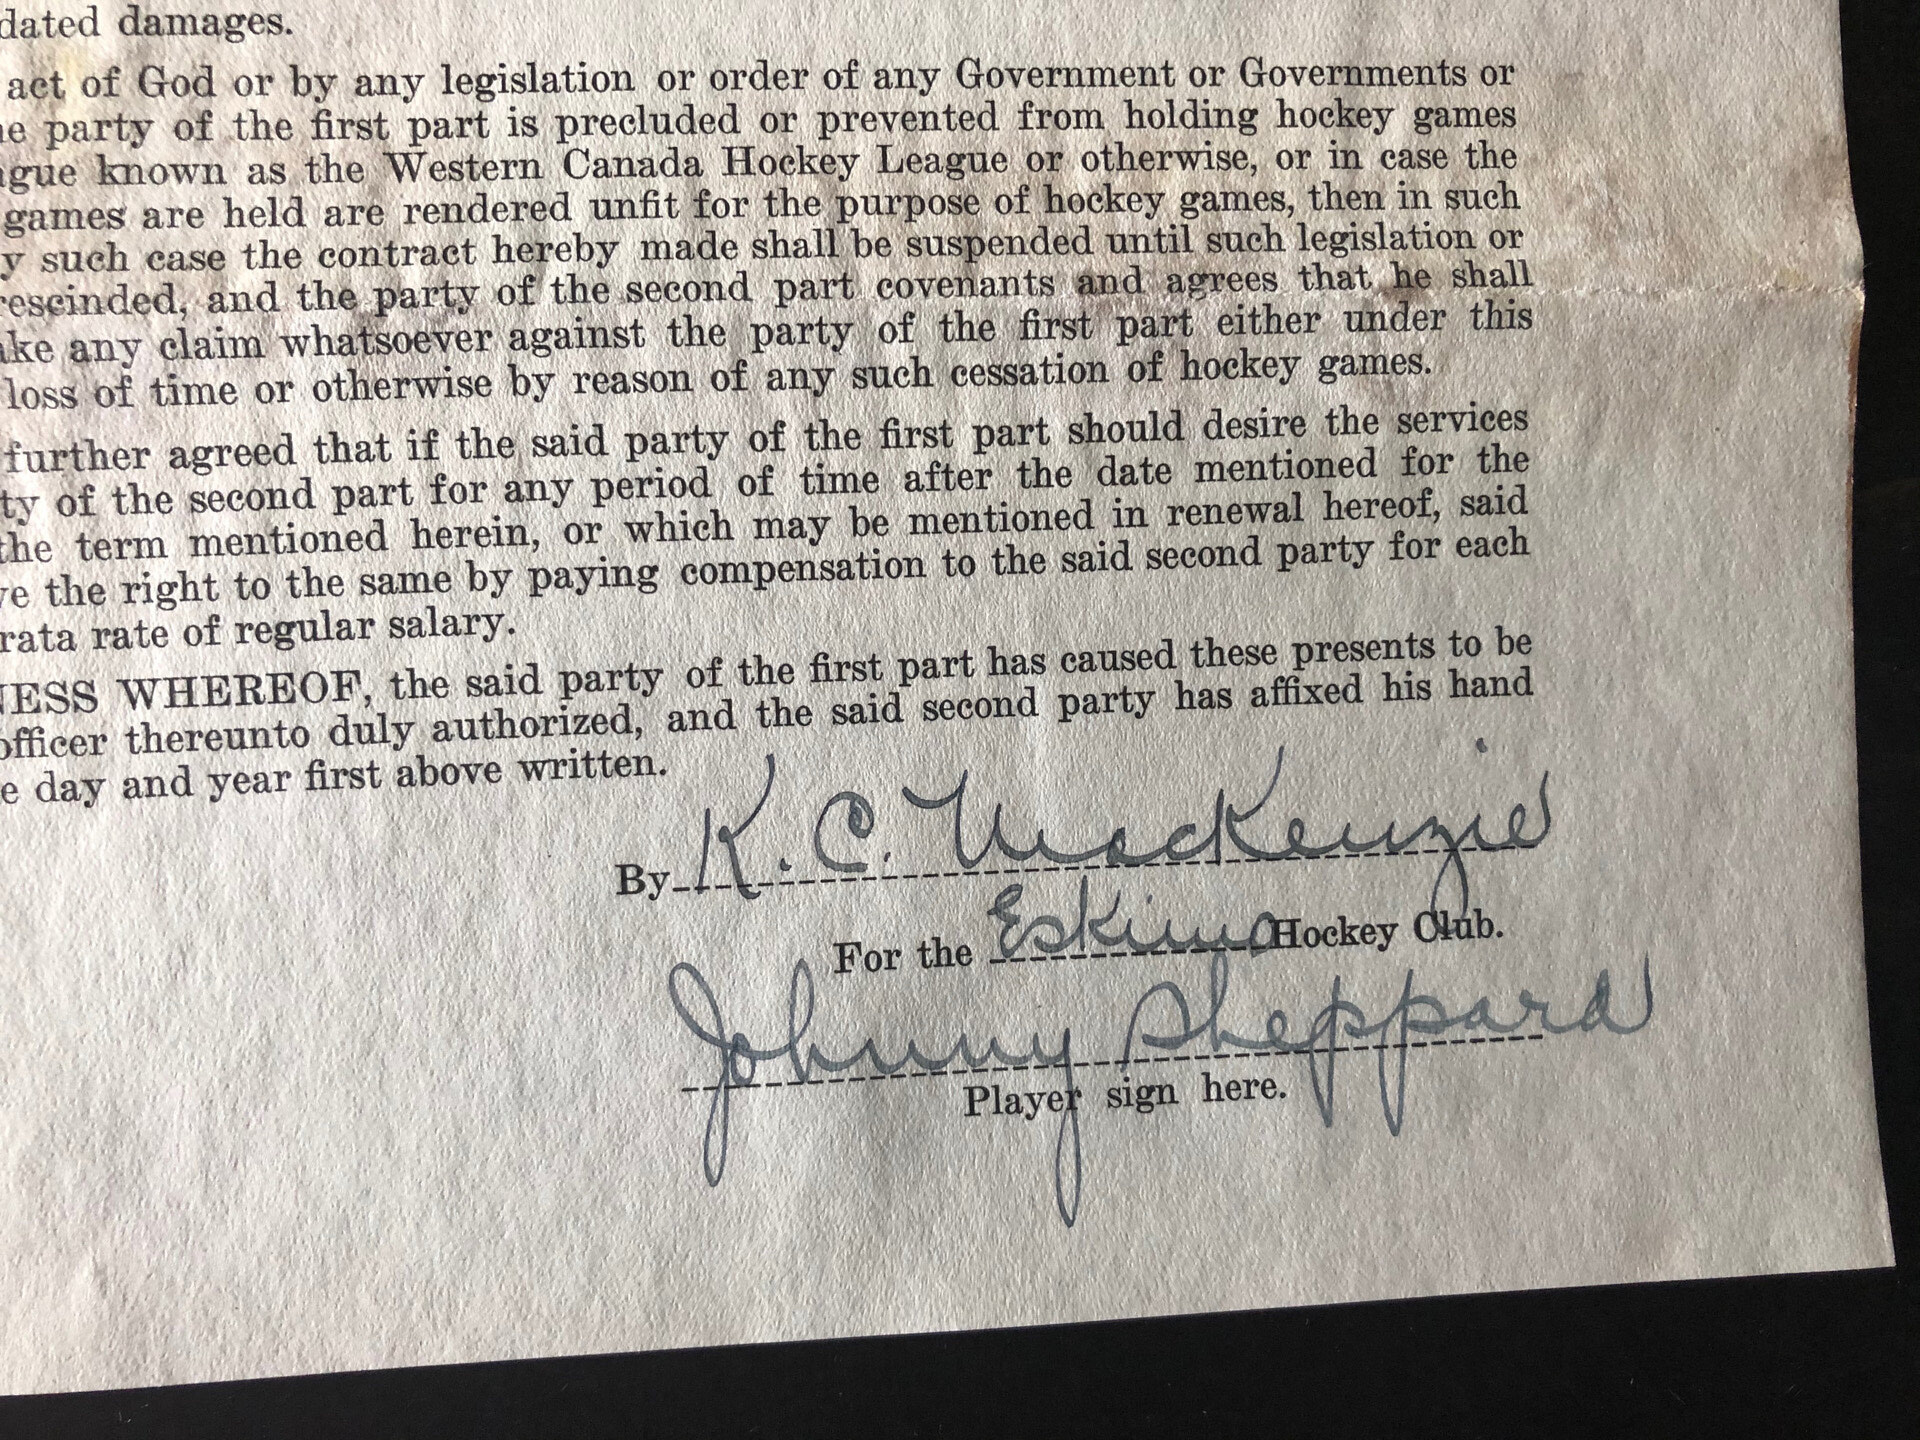 dated damages.
act of God or by any legislation or order of any Government or Governments or
party of the first part is precluded or prevented from holding hockey games
gue known as the Western Canada Hockey League or otherwise, or in case the
games are held are rendered unfit for the purpose of hockey games, then in such
y such case the contract hereby made shall be suspended until such legislation or
rescinded, and the party of the second part covenants and agrees that he shall
ke any claim whatsoever against the party of the first part either under this
loss of time or otherwise by reason of any such cessation of hockey games.
further agreed that if the said party of the first part should desire the services
ty of the second part for any period of time after the date mentioned for the
the term mentioned herein, or which may be mentioned in renewal hereof, said
ve the right to the same by paying compensation to the said second party for each
rata rate of regular salary.
NESS WHEREOF, the said party of the first part has caused these presents to be
officer thereunto duly authorized, and the said second party has affixed his hand
e day and year first above written.
By K. C. MacKenzie
For the Eskimo Hockey Club.
Johnny Sheppard
Player sign here.